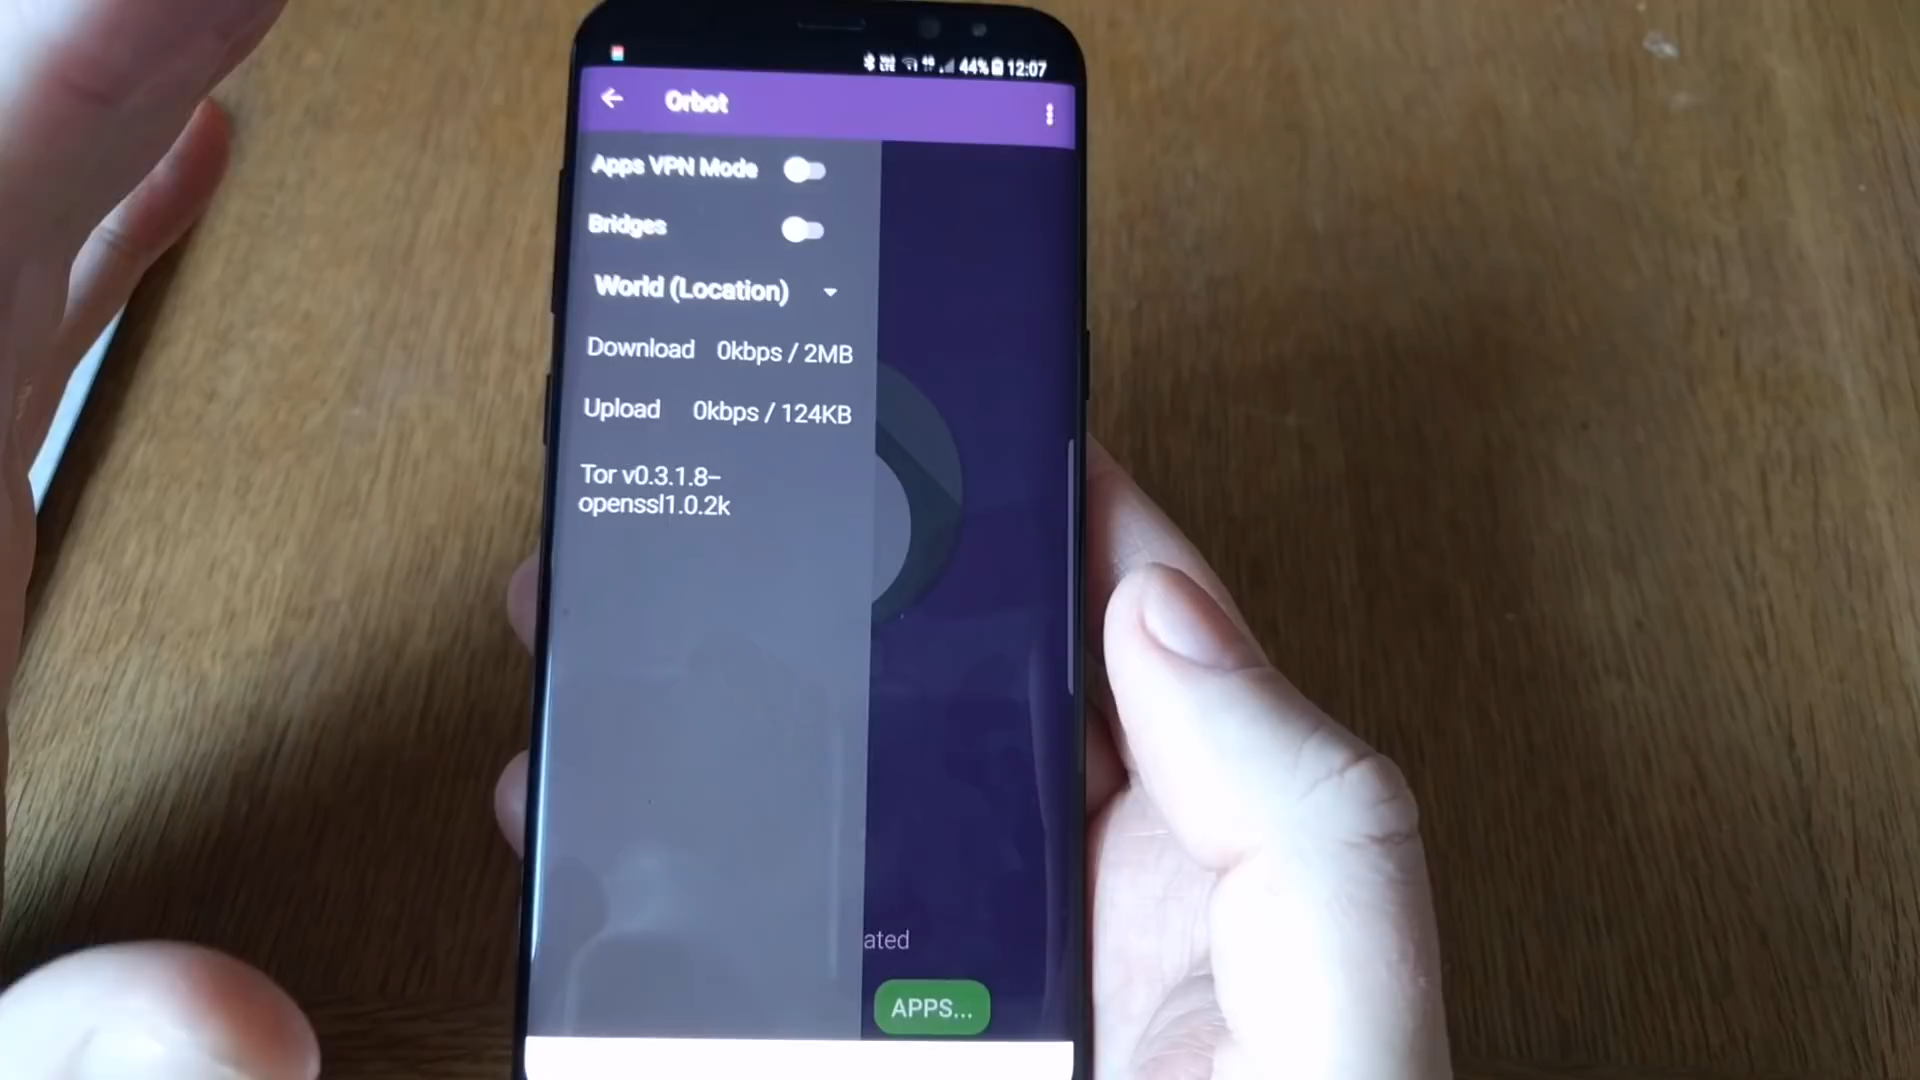 44% 12:07
Orbot
Apps VPN Mode
Bridges
World (Location)
Download 0kbps / 2MB
Upload 0kbps / 124KB
Tor v0.3.1.8-
openssl1.0.2k
ated
APPS...